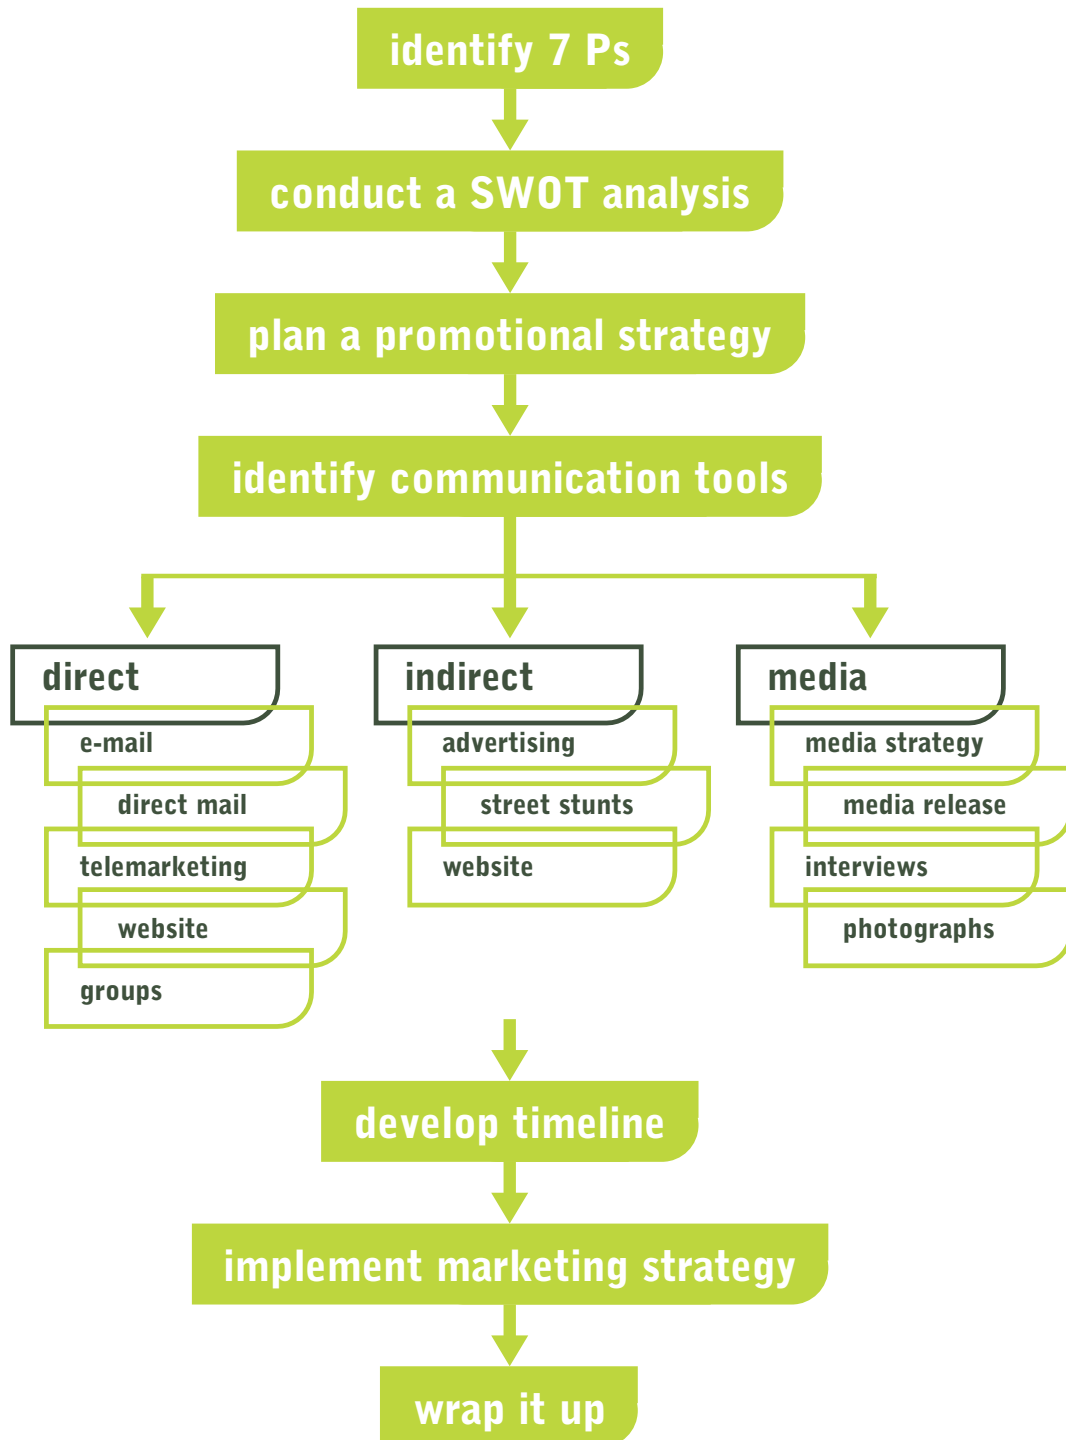 identify 7 Ps
conduct a SWOT analysis
plan a promotional strategy
identify communication tools
direct
e-mail
direct mail
telemarketing
website
groups
indirect
advertising
street stunts
website
media
media strategy
media release
interviews
photographs
develop timeline
implement marketing strategy
wrap it up